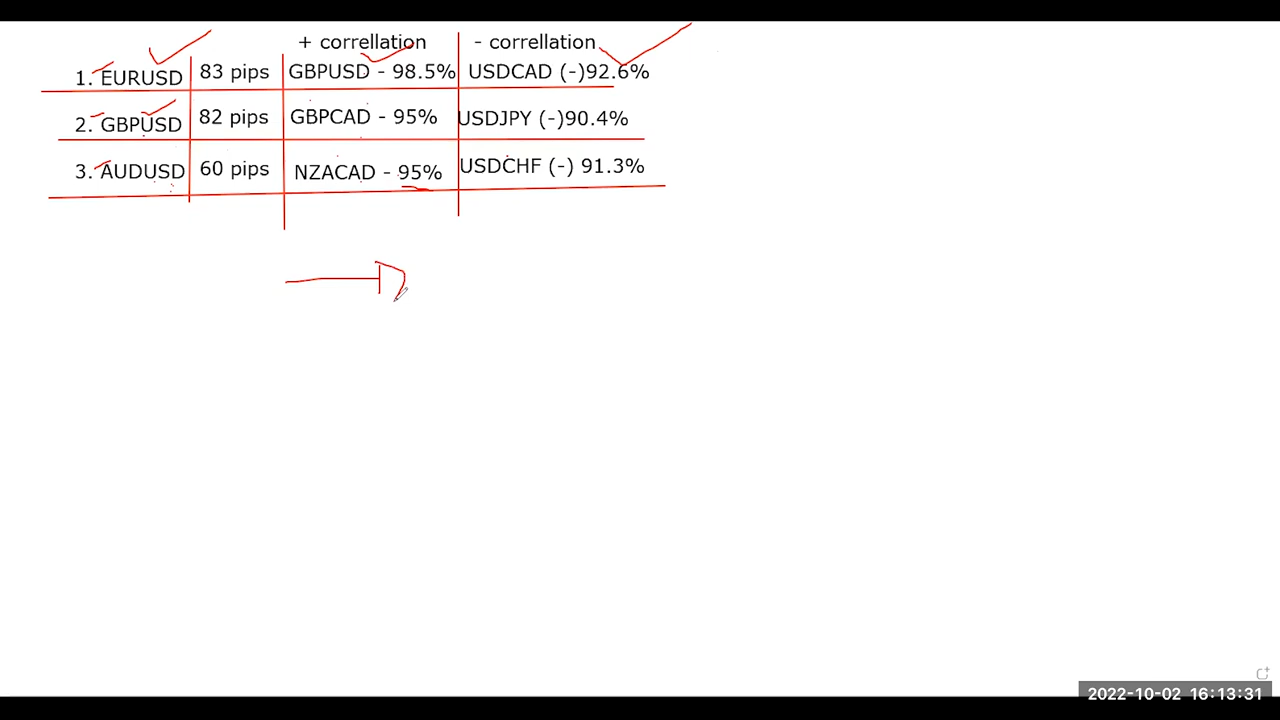 + correllation - correllation
1. EURUSD 83 pips GBPUSD - 98.5% USDCAD (-)92.6%
2. GBPUSD 82 pips GBPCAD - 95% USDJPY (-)90.4%
3. AUDUSD 60 pips NZACAD - 95% USDCHF (-) 91.3%
2022-10-02 16:13:31